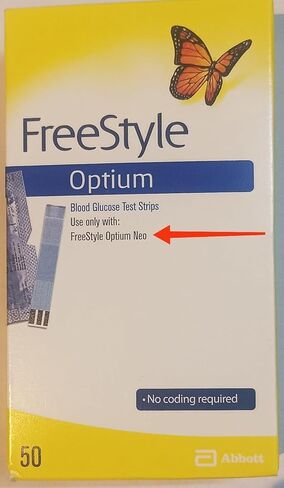 FreeStyle
Optium
Blood Glucose Test Strips
Use only with:
FreeStyle Optium Neo
• No coding required
50
Abbott